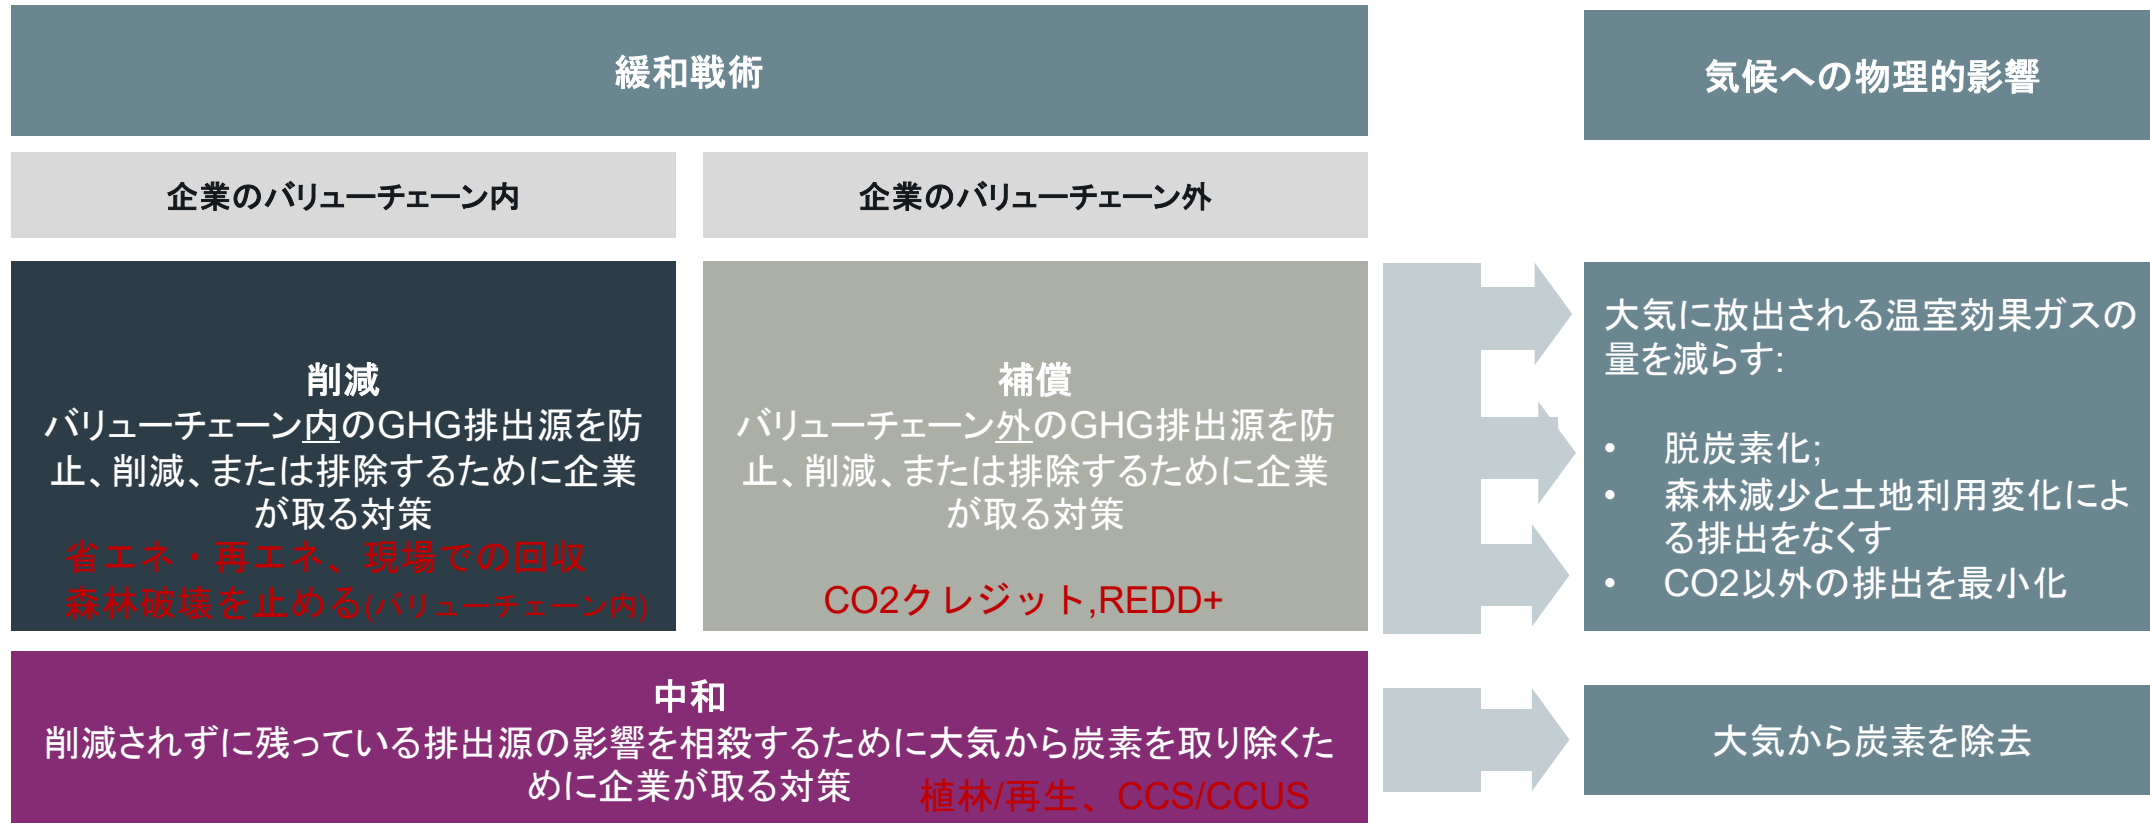 緩和戦術
気候への物理的影響
企業のバリューチェーン内
企業のバリューチェーン外
削減
バリューチェーン内のGHG排出源を防
止、削減、または排除するために企業
が取る対策
省エネ・再エネ、現場での回収
森林破壊を止める(バリューチェーン内)
補償
バリューチェーン外のGHG排出源を防
止、削減、または排除するために企業
が取る対策
CO2クレジット,REDD+
大気に放出される温室効果ガスの
量を減らす:
• 脱炭素化;
• 森林減少と土地利用変化によ
る排出をなくす
• CO2以外の排出を最小化
中和
削減されずに残っている排出源の影響を相殺するために大気から炭素を取り除くた
めに企業が取る対策
植林/再生、CCS/CCUS
大気から炭素を除去